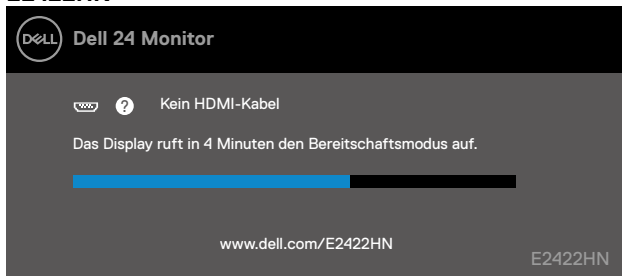 E2422HN
DELL Dell 24 Monitor
? Kein HDMI-Kabel
Das Display ruft in 4 Minuten den Bereitschaftsmodus auf.
www.dell.com/E2422HN
E2422HN